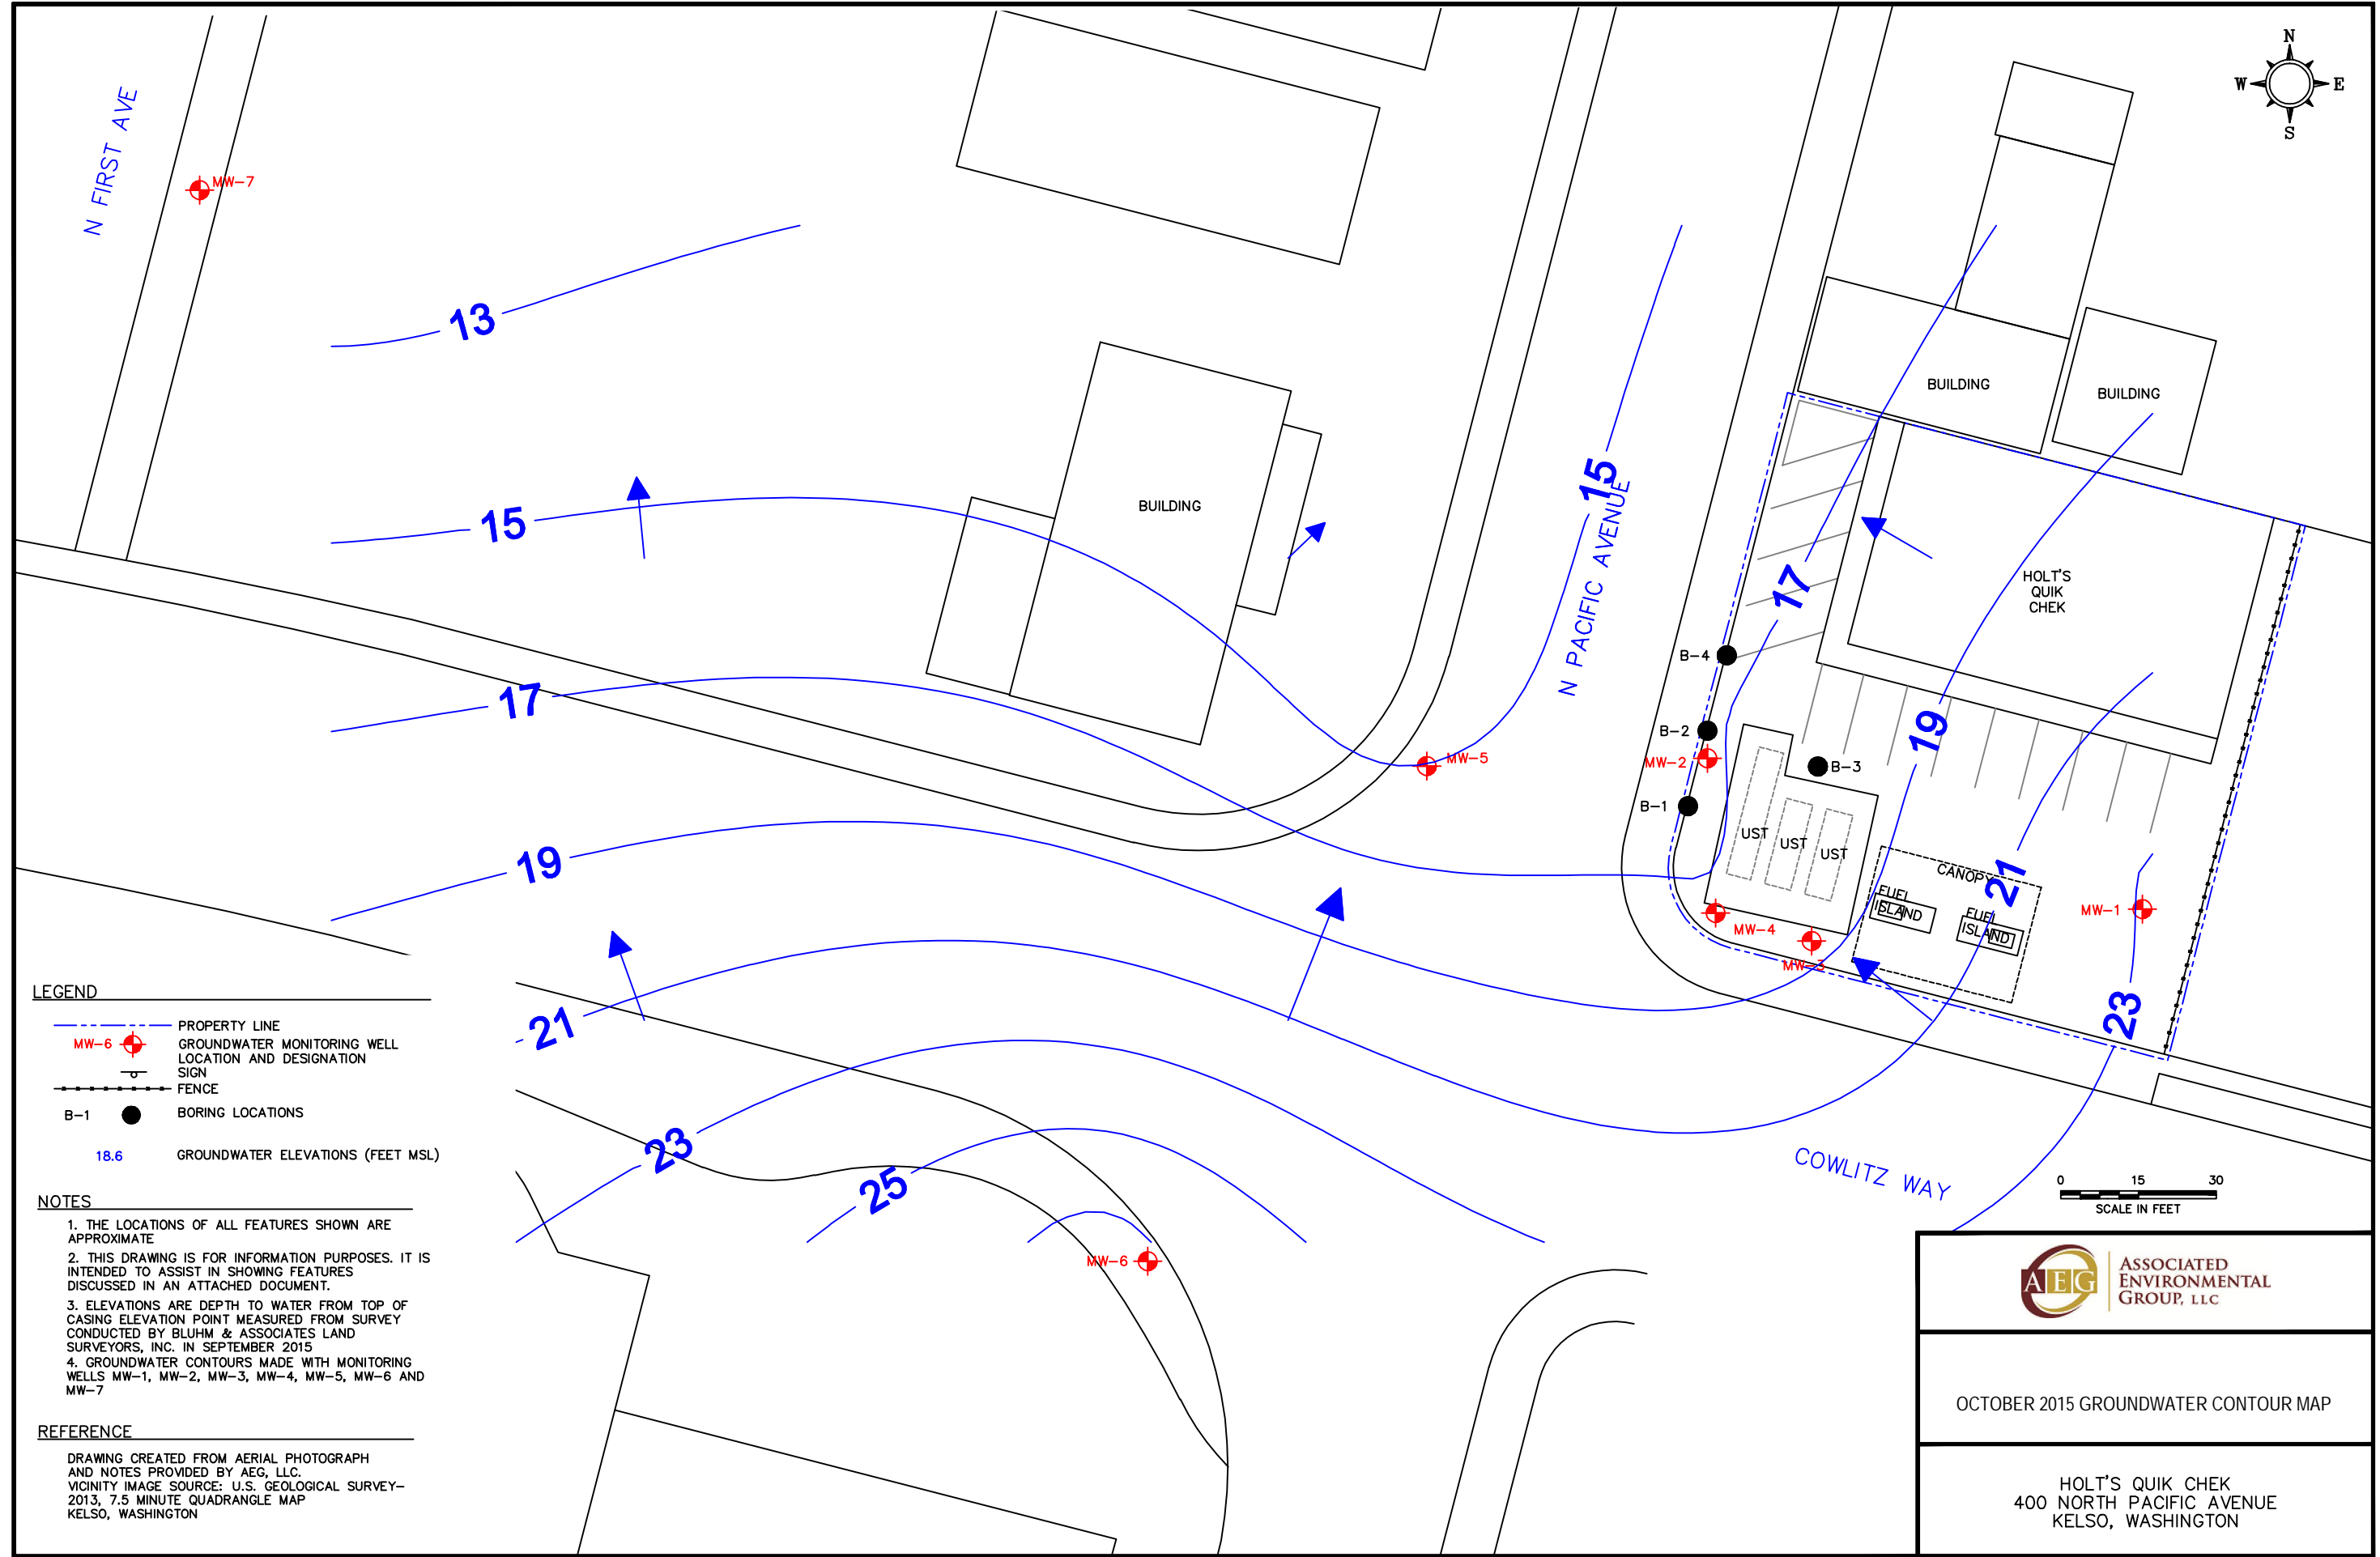 N
W
E
S
N FIRST AVE
MW-7
13
15
17
19
21
23
25
BUILDING
MW-5
MW-6
15
N PACIFIC AVENUE
17
19
21
23
BUILDING
BUILDING
HOLT'S
QUIK
CHEK
B-4
B-2
MW-2
B-3
B-1
UST
UST
UST
CANOPY
FUEL
ISLAND
FUEL
ISLAND
MW-1
MW-4
MW-3
COWLITZ WAY
0 15 30
SCALE IN FEET
LEGEND
PROPERTY LINE
MW-6 GROUNDWATER MONITORING WELL
LOCATION AND DESIGNATION
SIGN
FENCE
B-1 BORING LOCATIONS
18.6 GROUNDWATER ELEVATIONS (FEET MSL)
NOTES
1. THE LOCATIONS OF ALL FEATURES SHOWN ARE
APPROXIMATE
2. THIS DRAWING IS FOR INFORMATION PURPOSES. IT IS
INTENDED TO ASSIST IN SHOWING FEATURES
DISCUSSED IN AN ATTACHED DOCUMENT.
3. ELEVATIONS ARE DEPTH TO WATER FROM TOP OF
CASING ELEVATION POINT MEASURED FROM SURVEY
CONDUCTED BY BLUHM & ASSOCIATES LAND
SURVEYORS, INC. IN SEPTEMBER 2015
4. GROUNDWATER CONTOURS MADE WITH MONITORING
WELLS MW-1, MW-2, MW-3, MW-4, MW-5, MW-6 AND
MW-7
REFERENCE
DRAWING CREATED FROM AERIAL PHOTOGRAPH
AND NOTES PROVIDED BY AEG, LLC.
VICINITY IMAGE SOURCE: U.S. GEOLOGICAL SURVEY-
2013, 7.5 MINUTE QUADRANGLE MAP
KELSO, WASHINGTON
AEG
ASSOCIATED
ENVIRONMENTAL
GROUP, LLC
OCTOBER 2015 GROUNDWATER CONTOUR MAP
HOLT'S QUIK CHEK
400 NORTH PACIFIC AVENUE
KELSO, WASHINGTON